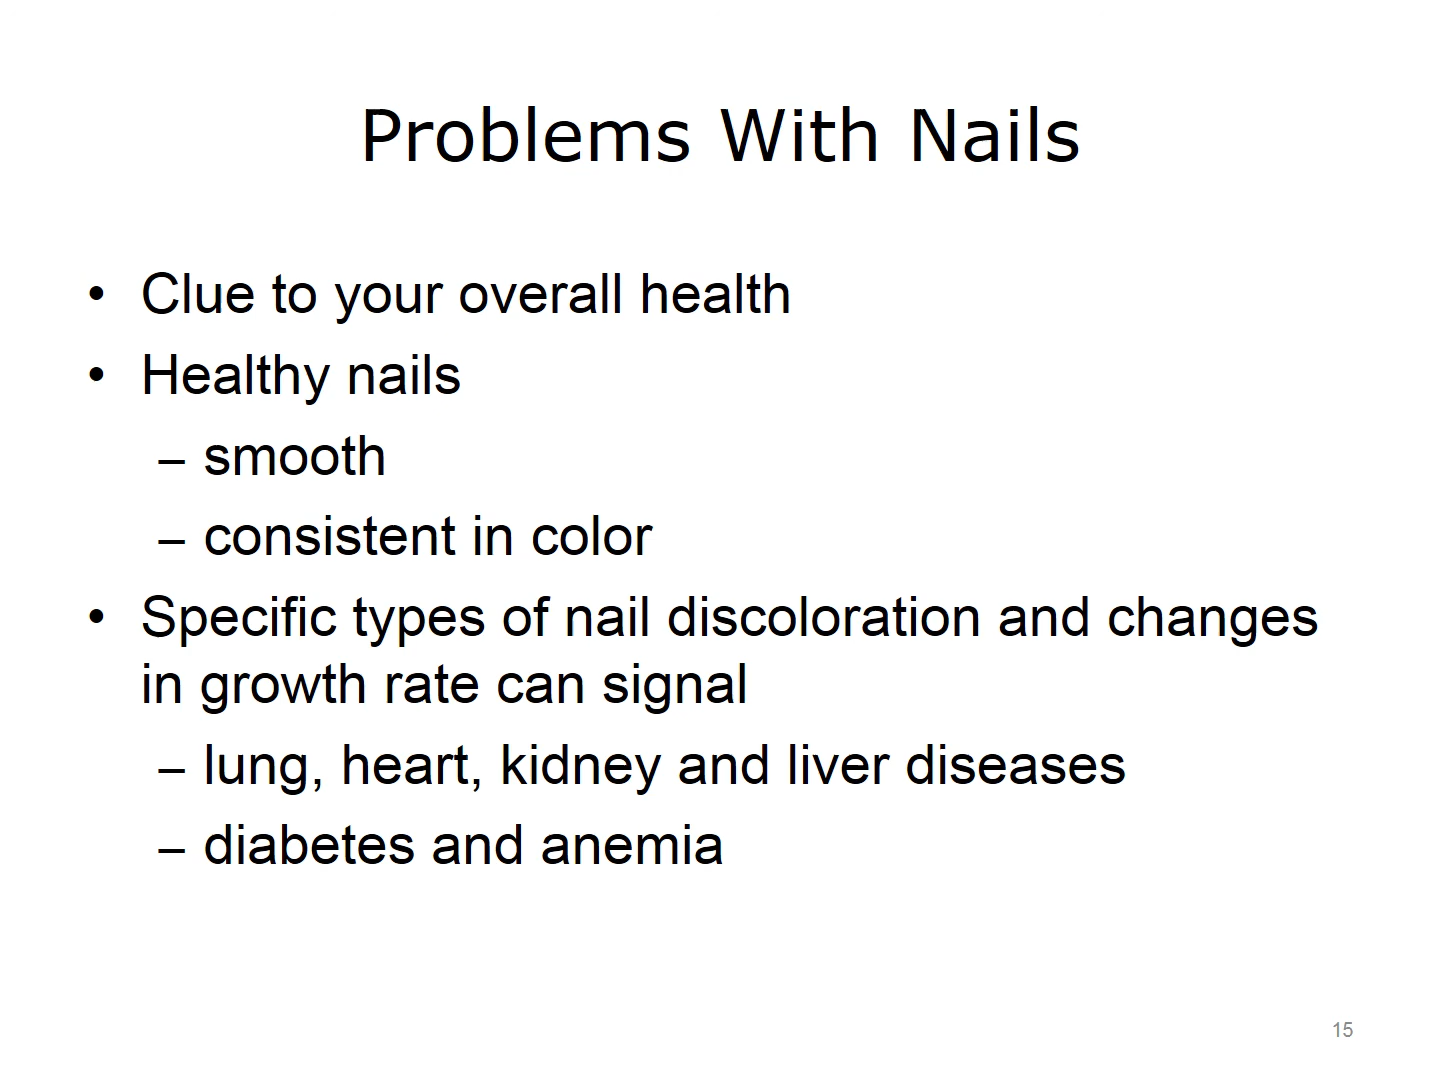 Problems With Nails
• Clue to your overall health
• Healthy nails
– smooth
– consistent in color
• Specific types of nail discoloration and changes
in growth rate can signal
– lung, heart, kidney and liver diseases
– diabetes and anemia
15